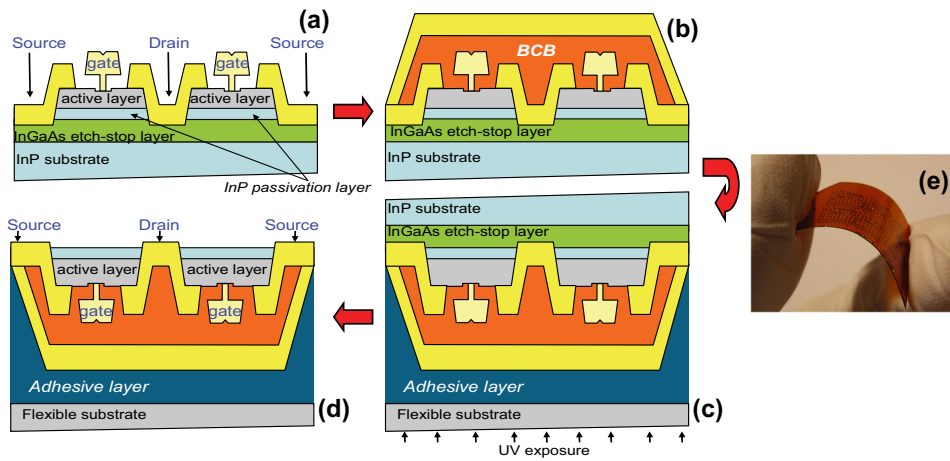 (a)
Source
Drain
Source
gate
gate
active layer
active layer
InGaAs etch-stop layer
InP substrate
InP passivation layer
(b)
BCB
InGaAs etch-stop layer
InP substrate
(e)
InP substrate
InGaAs etch-stop layer
Adhesive layer
Flexible substrate
(c)
UV exposure
Source
Drain
Source
active layer
active layer
gate
gate
Adhesive layer
Flexible substrate
(d)